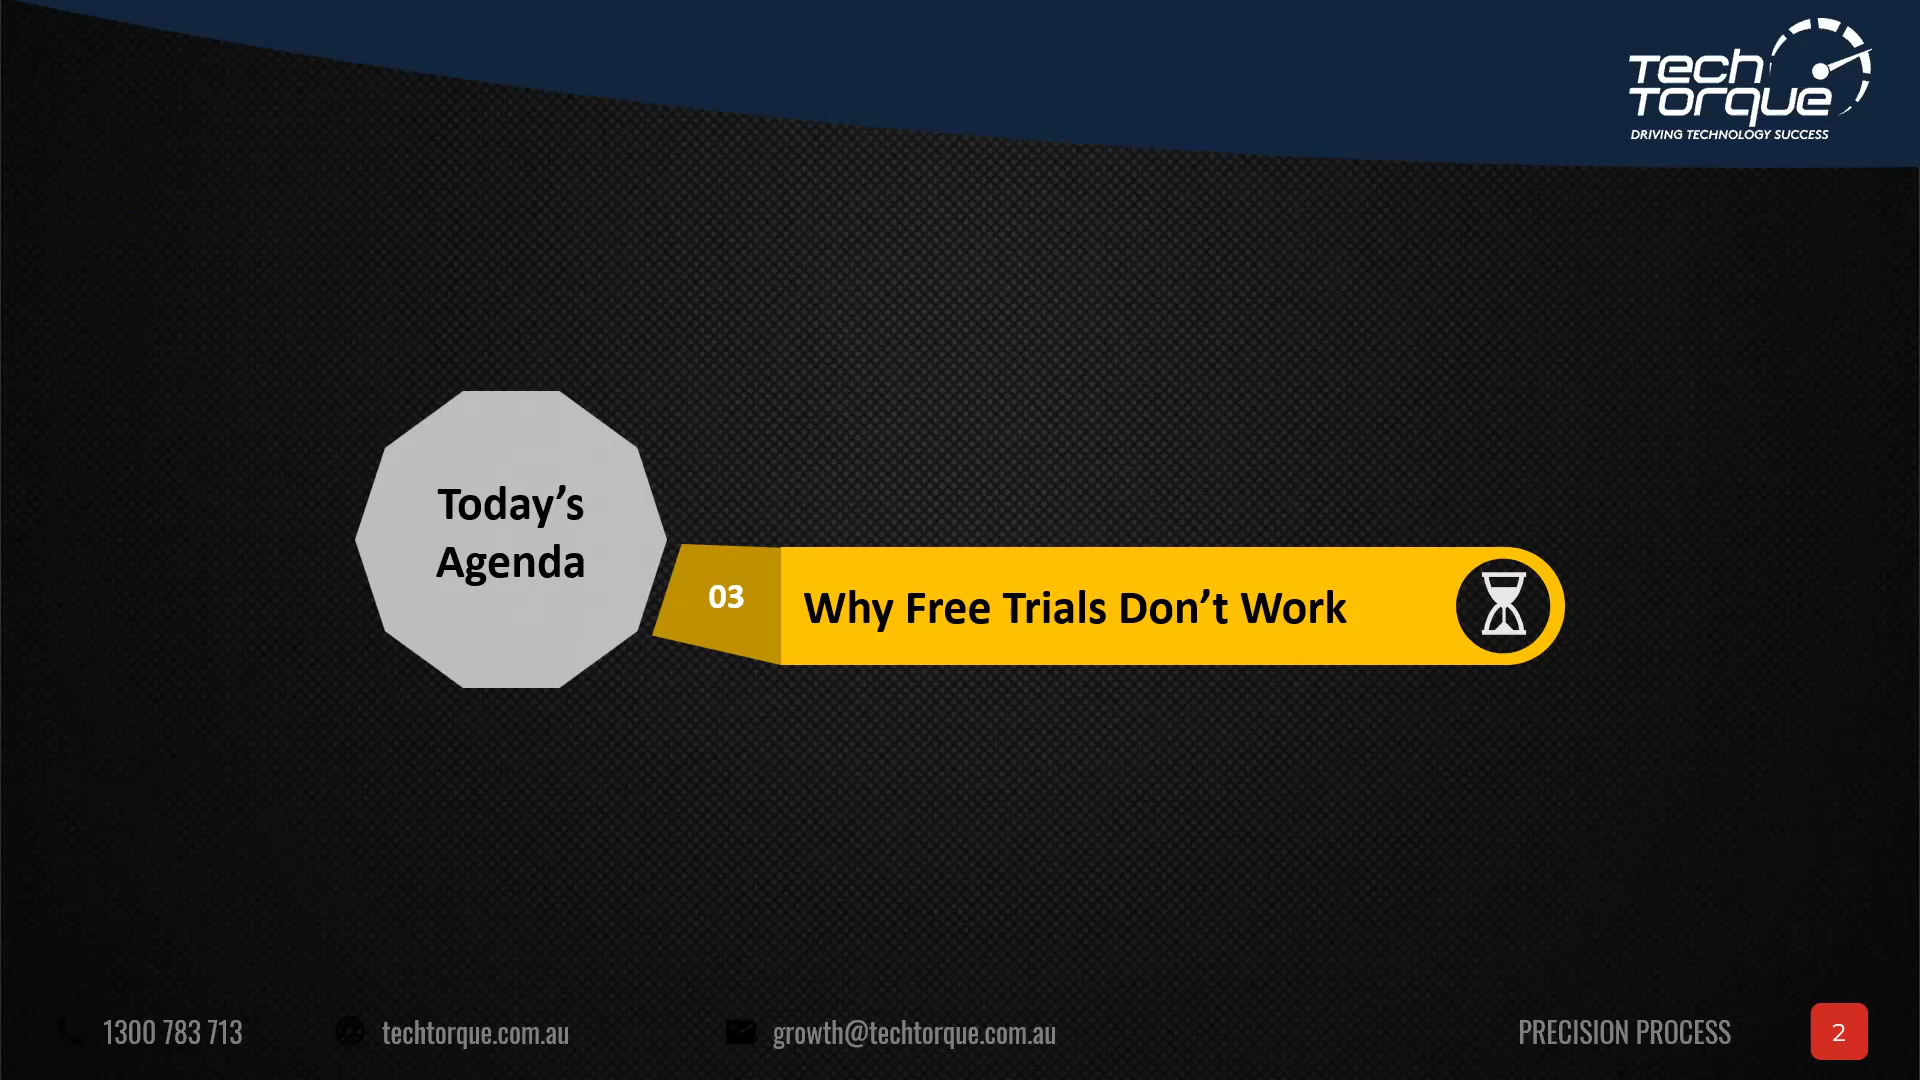 Tech
Torque
DRIVING TECHNOLOGY SUCCESS
Today’s
Agenda
03
Why Free Trials Don’t Work
1300 783 713
techtorque.com.au
growth@techtorque.com.au
PRECISION PROCESS
2